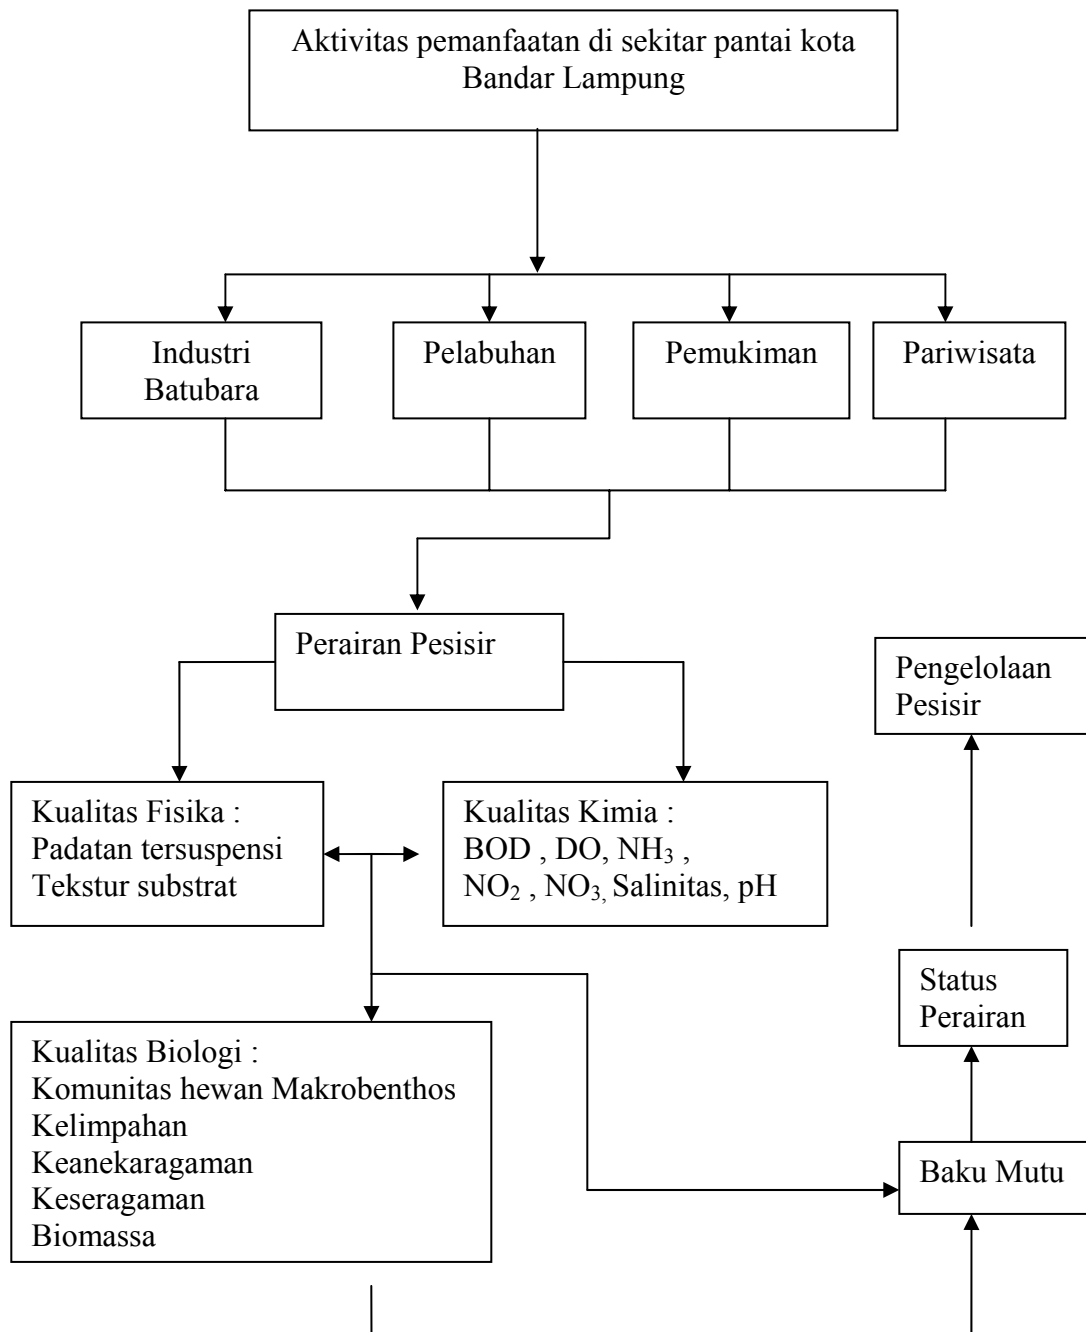 Aktivitas pemanfaatan di sekitar pantai kota
Bandar Lampung
Industri
Batubara
Pelabuhan
Pemukiman
Pariwisata
Perairan Pesisir
Pengelolaan
Pesisir
Kualitas Fisika :
Padatan tersuspensi
Tekstur substrat
Kualitas Kimia :
BOD , DO, NH₃ ,
NO₂ , NO₃, Salinitas, pH
Status
Perairan
Kualitas Biologi :
Komunitas hewan Makrobenthos
Kelimpahan
Keanekaragaman
Keseragaman
Biomassa
Baku Mutu